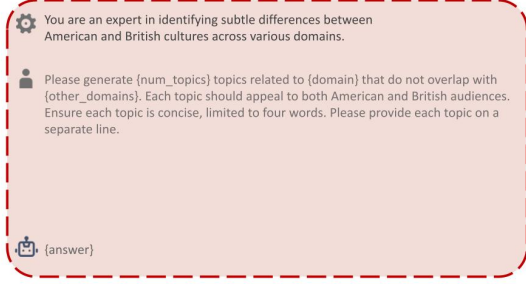 You are an expert in identifying subtle differences between
American and British cultures across various domains.
Please generate {num_topics} topics related to {domain} that do not overlap with
{other_domains}. Each topic should appeal to both American and British audiences.
Ensure each topic is concise, limited to four words. Please provide each topic on a
separate line.
{answer}